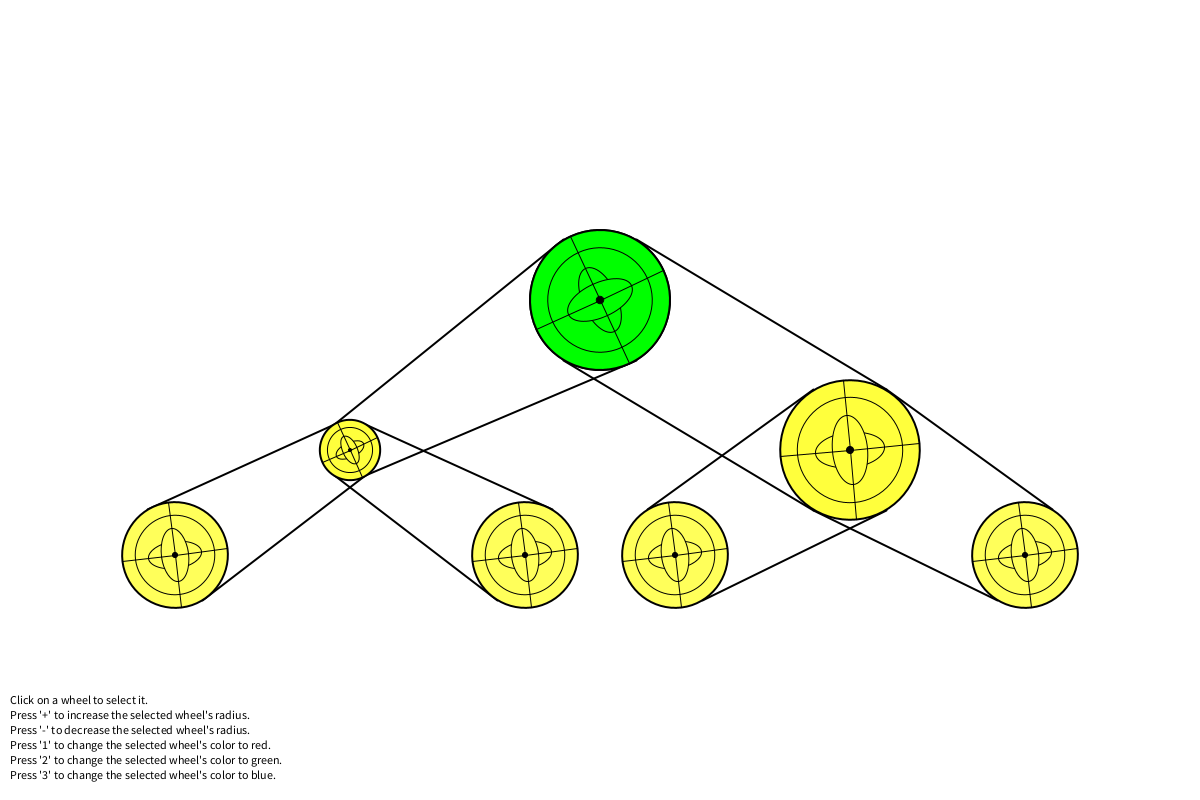 Click on a wheel to select it.
Press '+' to increase the selected wheel's radius.
Press '-' to decrease the selected wheel's radius.
Press '1' to change the selected wheel's color to red.
Press '2' to change the selected wheel's color to green.
Press '3' to change the selected wheel's color to blue.